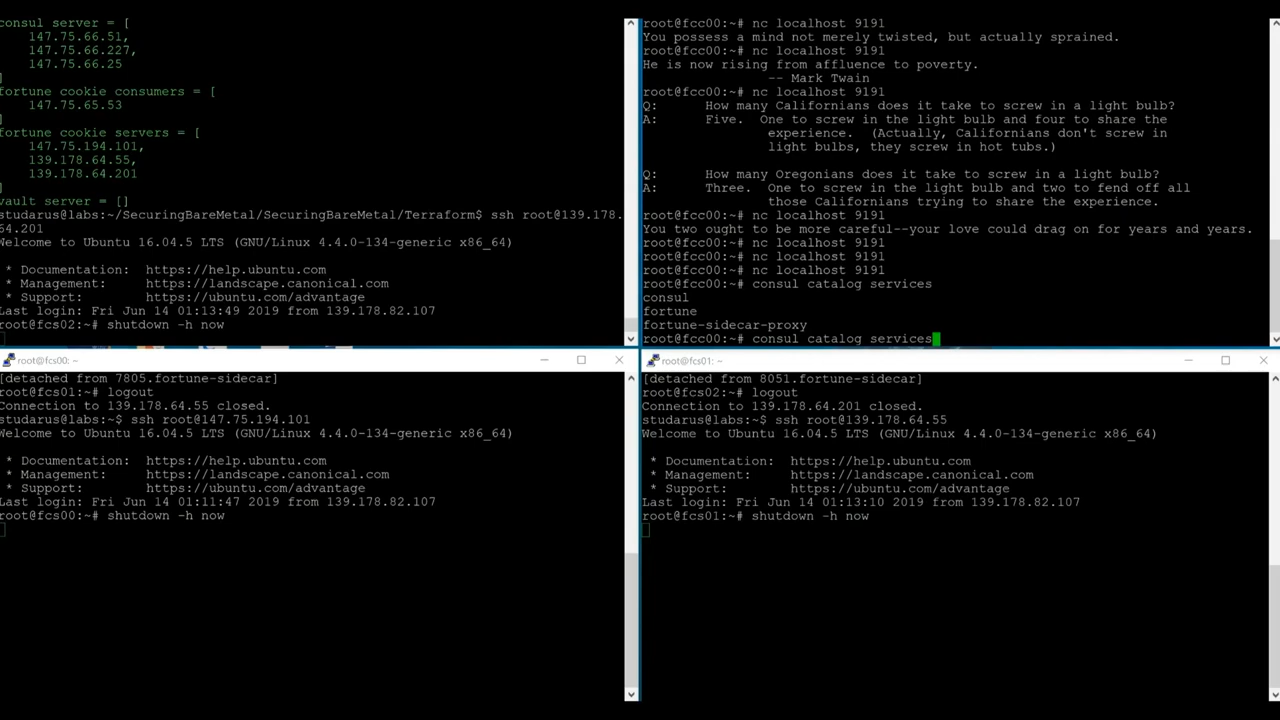 consul server = [
147.75.66.51,
147.75.66.227,
147.75.66.25
]
fortune cookie consumers = [
147.75.65.53
]
fortune cookie servers = [
147.75.194.101,
139.178.64.55,
139.178.64.201
]
vault server = []
studarus@labs:~/SecuringBareMetal/SecuringBareMetal/Terraform$ ssh root@139.178.
64.201
Welcome to Ubuntu 16.04.5 LTS (GNU/Linux 4.4.0-134-generic x86_64)
* Documentation: https://help.ubuntu.com
* Management: https://landscape.canonical.com
* Support: https://ubuntu.com/advantage
Last login: Fri Jun 14 01:13:49 2019 from 139.178.82.107
root@fcs02:~# shutdown -h now
root@fcc00:~# nc localhost 9191
You possess a mind not merely twisted, but actually sprained.
root@fcc00:~# nc localhost 9191
He is now rising from affluence to poverty.
-- Mark Twain
root@fcc00:~# nc localhost 9191
Q: How many Californians does it take to screw in a light bulb?
A: Five. One to screw in the light bulb and four to share the
experience. (Actually, Californians don't screw in
light bulbs, they screw in hot tubs.)
Q: How many Oregonians does it take to screw in a light bulb?
A: Three. One to screw in the light bulb and two to fend off all
those Californians trying to share the experience.
root@fcc00:~# nc localhost 9191
You two ought to be more careful--your love could drag on for years and years.
root@fcc00:~# nc localhost 9191
root@fcc00:~# nc localhost 9191
root@fcc00:~# nc localhost 9191
root@fcc00:~# consul catalog services
consul
fortune
fortune-sidecar-proxy
root@fcc00:~# consul catalog services
root@fcs00: ~
[detached from 7805.fortune-sidecar]
root@fcs01:~# logout
Connection to 139.178.64.55 closed.
studarus@labs:~$ ssh root@147.75.194.101
Welcome to Ubuntu 16.04.5 LTS (GNU/Linux 4.4.0-134-generic x86_64)
* Documentation: https://help.ubuntu.com
* Management: https://landscape.canonical.com
* Support: https://ubuntu.com/advantage
Last login: Fri Jun 14 01:11:47 2019 from 139.178.82.107
root@fcs00:~# shutdown -h now
root@fcs01: ~
[detached from 8051.fortune-sidecar]
root@fcs02:~# logout
Connection to 139.178.64.201 closed.
studarus@labs:~$ ssh root@139.178.64.55
Welcome to Ubuntu 16.04.5 LTS (GNU/Linux 4.4.0-134-generic x86_64)
* Documentation: https://help.ubuntu.com
* Management: https://landscape.canonical.com
* Support: https://ubuntu.com/advantage
Last login: Fri Jun 14 01:13:10 2019 from 139.178.82.107
root@fcs01:~# shutdown -h now